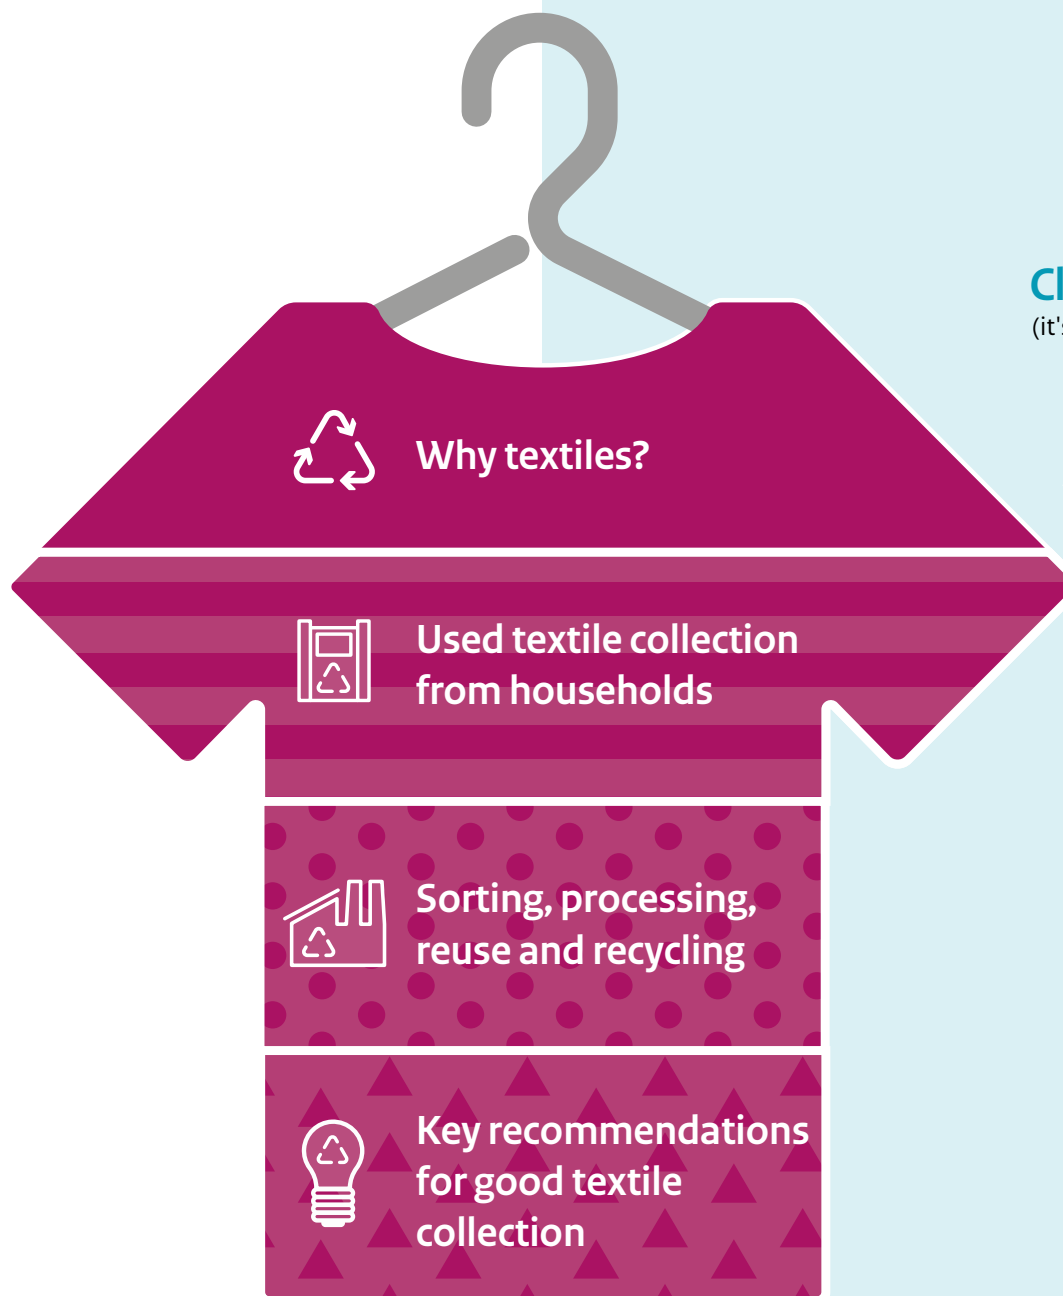 Why textiles?
Used textile collection
from households
Sorting, processing,
reuse and recycling
Key recommendations
for good textile
collection